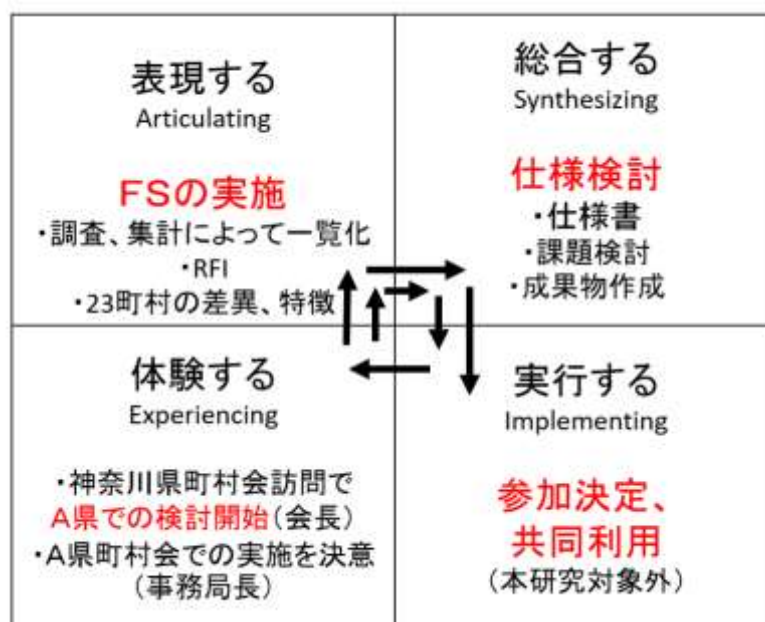 表現する
Articulating
FSの実施
・調査、集計によって一覧化
・RFI
・23町村の差異、特徴
総合する
Synthesizing
仕様検討
・仕様書
・課題検討
・成果物作成
体験する
Experiencing
・神奈川県町村会訪問で
A県での検討開始(会長)
・A県町村会での実施を決意
(事務局長)
実行する
Implementing
参加決定、
共同利用
(本研究対象外)